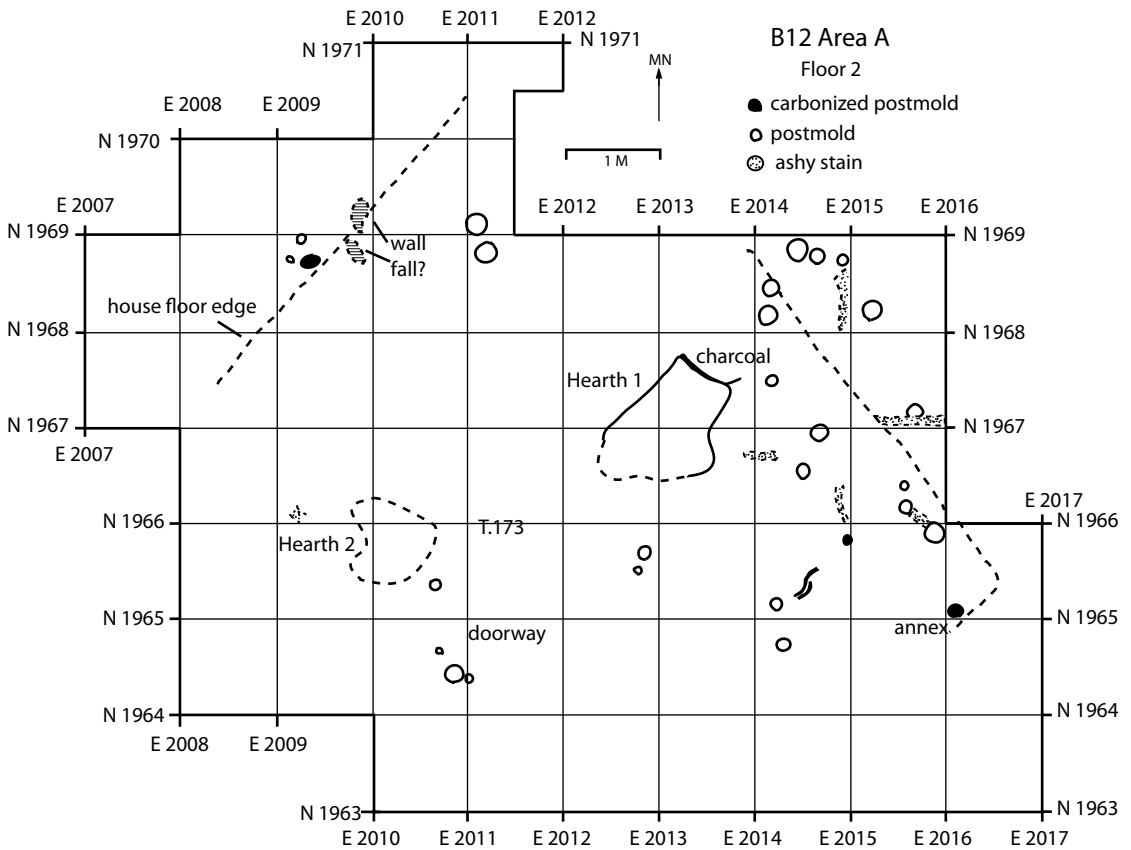 E 2010 E 2011 E 2012
N 1971 N 1971
B12 Area A
Floor 2
MN
carbonized postmold
postmold
ashy stain
1 M
E 2008 E 2009
N 1970
E 2007
E 2012 E 2013 E 2014 E 2015 E 2016
N 1969 N 1969
wall
fall?
house floor edge
N 1968 N 1968
charcoal
Hearth 1
N 1967 N 1967
E 2007
E 2017
N 1966 N 1966
T.173
Hearth 2
N 1965 N 1965
annex
doorway
N 1964 N 1964
E 2008 E 2009
N 1963 N 1963
E 2010 E 2011 E 2012 E 2013 E 2014 E 2015 E 2016 E 2017